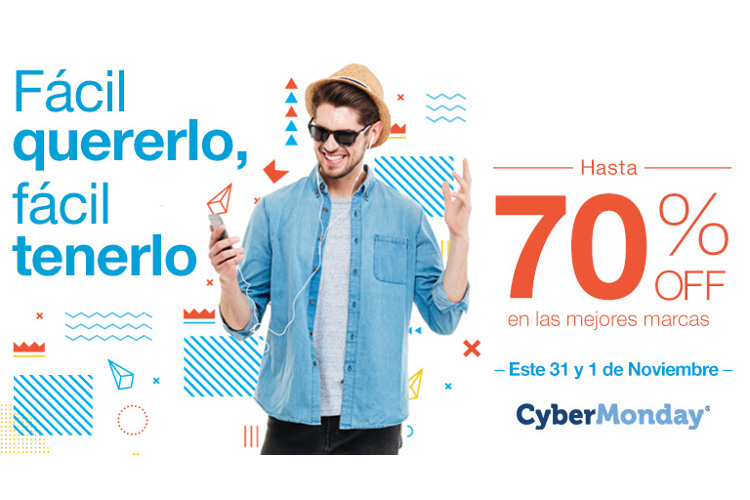 Fácil
quererlo,
fácil
tenerlo
Hasta
70% OFF
en las mejores marcas
– Este 31 y 1 de Noviembre –
CyberMonday®